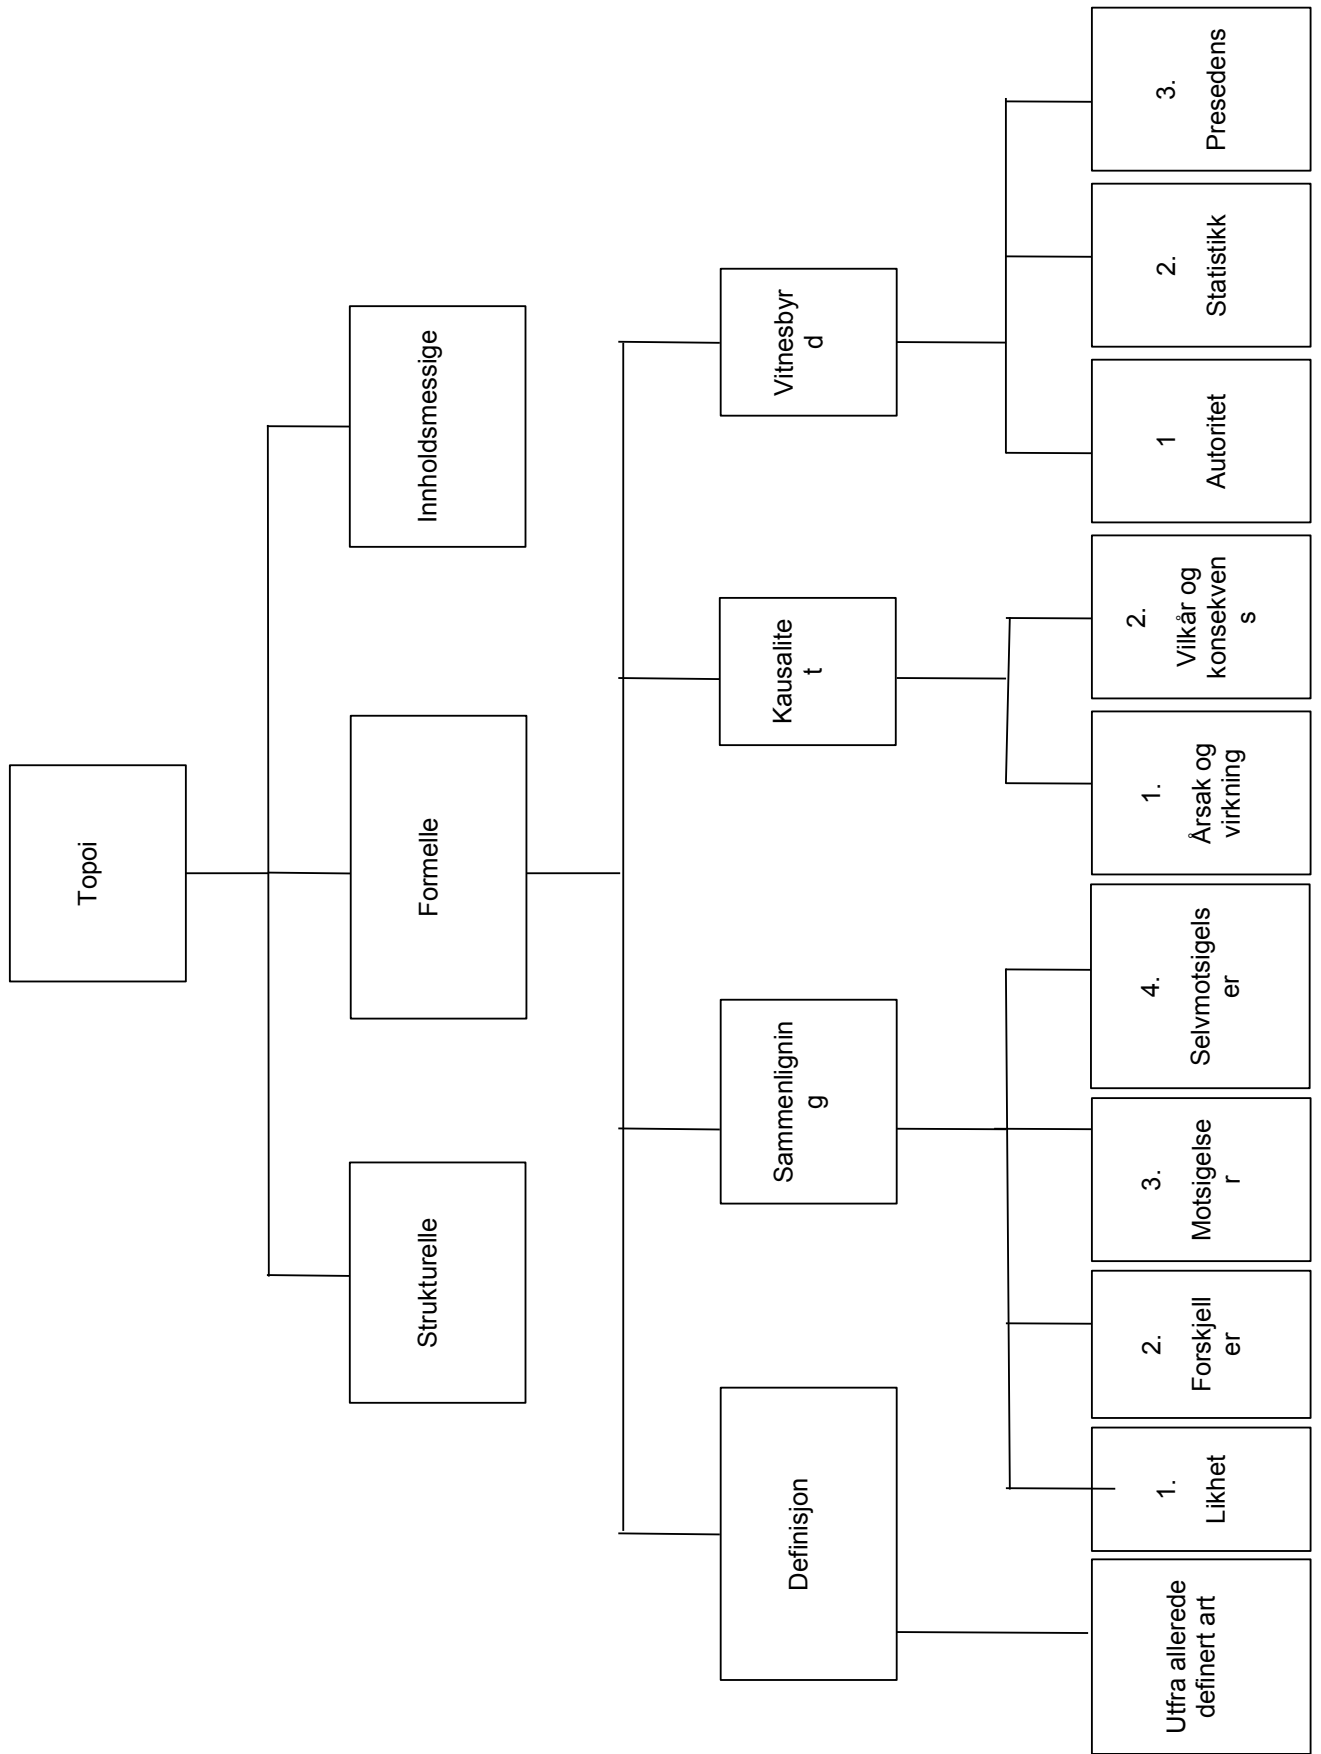 Topoi
Strukturelle
Formelle
Innholdsmessige
Definisjon
Sammenlignin
g
Kausalite
t
Vitnesbyr
d
Utfra allerede
definert art
1.
Likhet
2.
Forskjell
er
3.
Motsigelse
r
4.
Selvmotsigels
er
1.
Årsak og
virkning
2.
Vilkår og
konsekven
s
1
Autoritet
2.
Statistikk
3.
Presedens